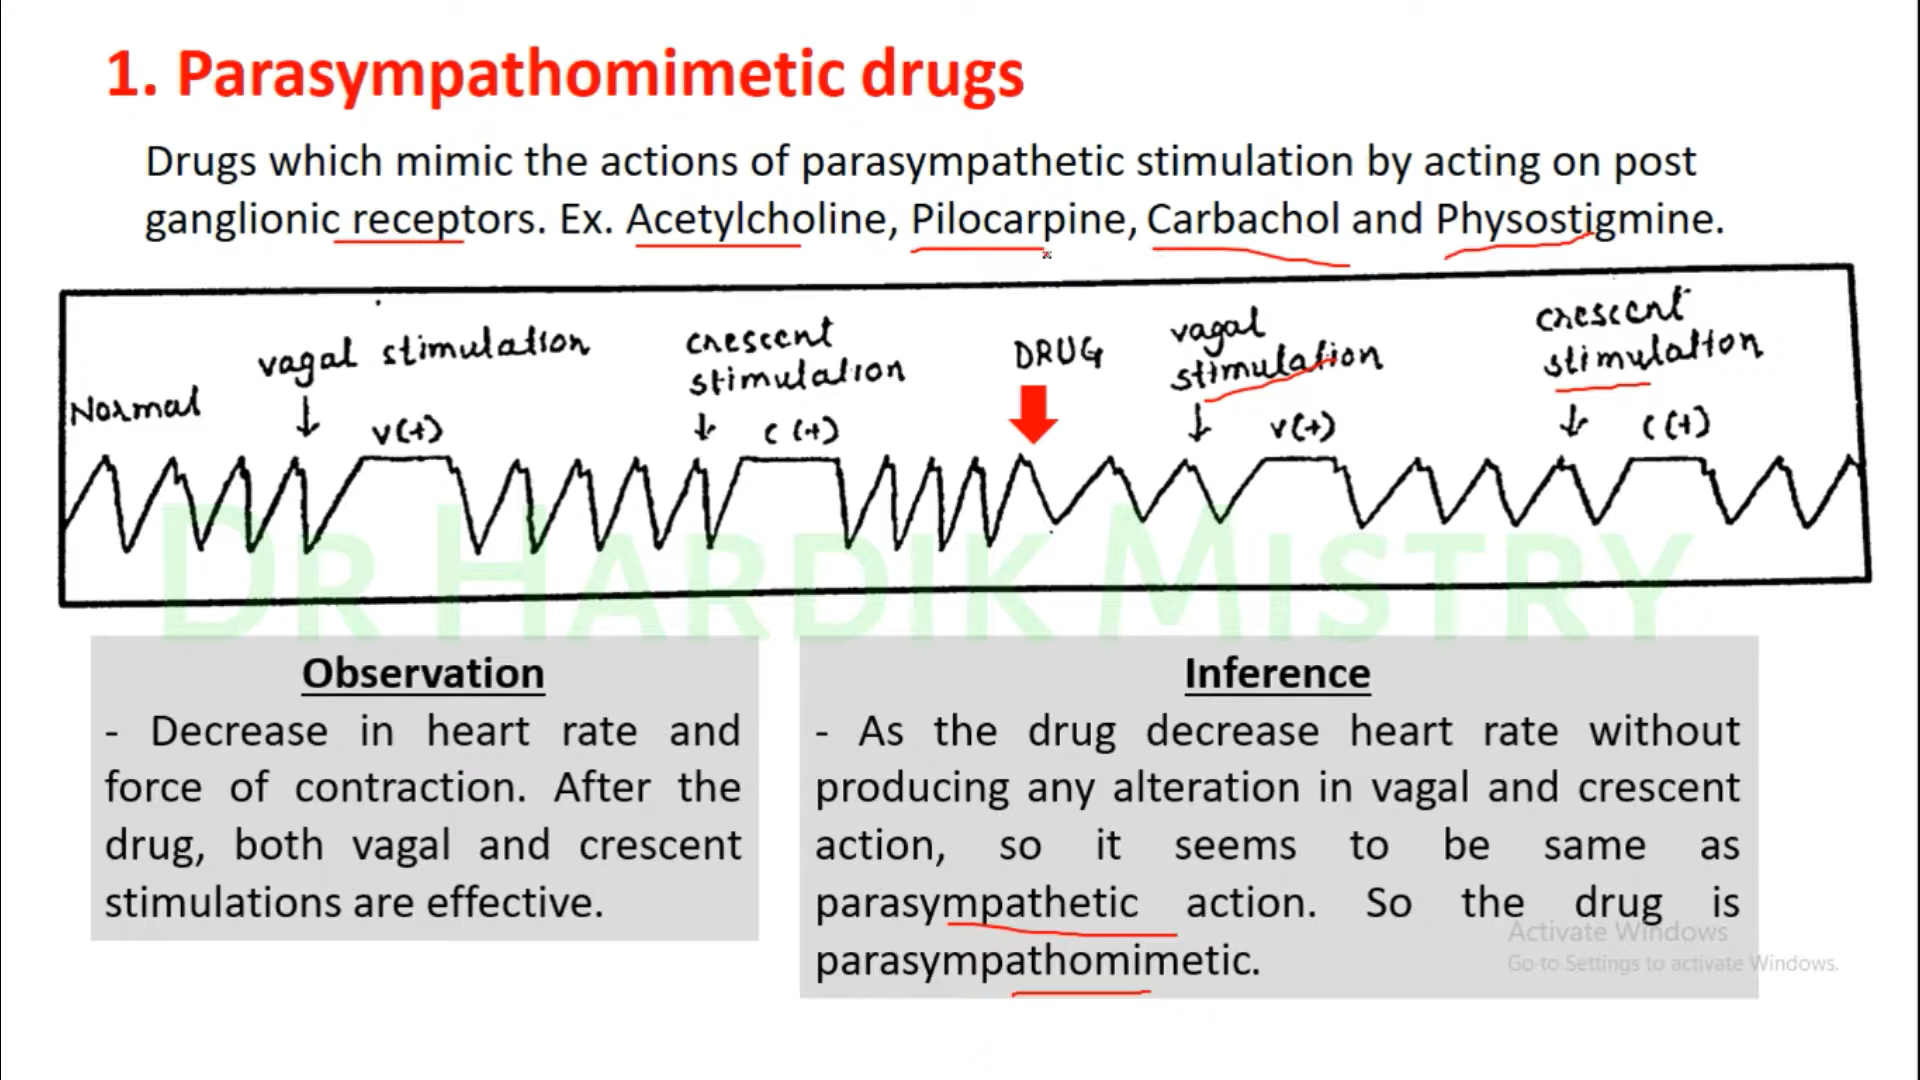 1. Parasympathomimetic drugs
Drugs which mimic the actions of parasympathetic stimulation by acting on post
ganglionic receptors. Ex. Acetylcholine, Pilocarpine, Carbachol and Physostigmine.
Normal
vagal stimulation
V(+)
crescent
stimulation
C (+)
DRUG
vagal
stimulation
V(+)
crescent
stimulation
C (+)
DR HARDIK MISTRY
Observation
- Decrease in heart rate and
force of contraction. After the
drug, both vagal and crescent
stimulations are effective.
Inference
- As the drug decrease heart rate without
producing any alteration in vagal and crescent
action, so it seems to be same as
parasympathetic action. So the drug is
parasympathomimetic.
Activate Windows
Go to Settings to activate Windows.